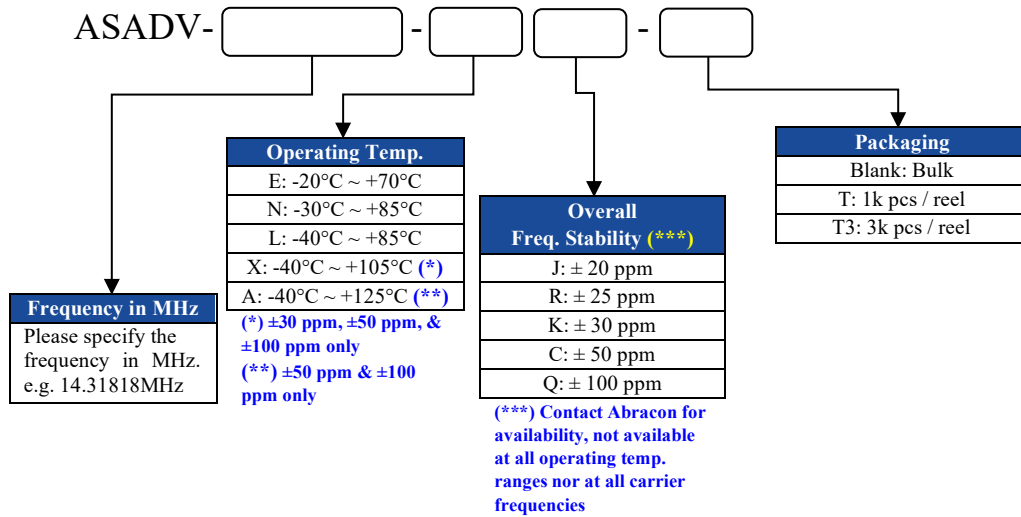 ASADV- - -
Frequency in MHz
Please specify the
frequency in MHz.
e.g. 14.31818MHz
Operating Temp.
E: -20°C ~ +70°C
N: -30°C ~ +85°C
L: -40°C ~ +85°C
X: -40°C ~ +105°C (*)
A: -40°C ~ +125°C (**)
(*) ±30 ppm, ±50 ppm, &
±100 ppm only
(**) ±50 ppm & ±100
ppm only
Overall
Freq. Stability (***)
J: ± 20 ppm
R: ± 25 ppm
K: ± 30 ppm
C: ± 50 ppm
Q: ± 100 ppm
(***) Contact Abracon for
availability, not available
at all operating temp.
ranges nor at all carrier
frequencies
Packaging
Blank: Bulk
T: 1k pcs / reel
T3: 3k pcs / reel